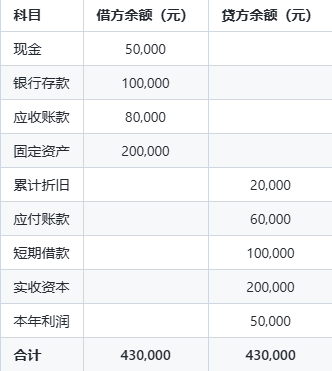 科目 借方余额（元） 贷方余额（元）
现金 50,000
银行存款 100,000
应收账款 80,000
固定资产 200,000
累计折旧 20,000
应付账款 60,000
短期借款 100,000
实收资本 200,000
本年利润 50,000
合计 430,000 430,000